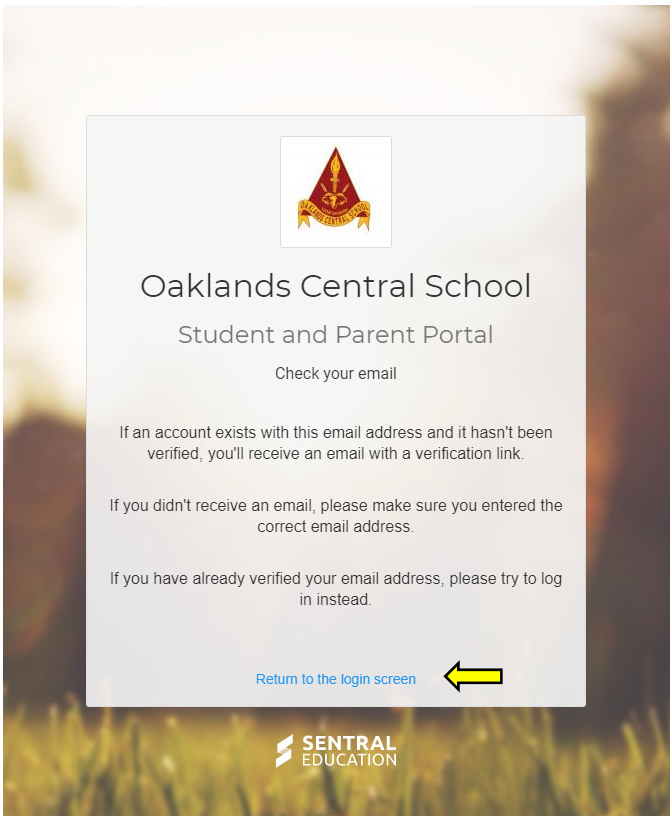 OAKLANDS CENTRAL SCHOOL
Oaklands Central School
Student and Parent Portal
Check your email
If an account exists with this email address and it hasn't been
verified, you'll receive an email with a verification link.
If you didn't receive an email, please make sure you entered the
correct email address.
If you have already verified your email address, please try to log
in instead.
Return to the login screen
SENTRAL
EDUCATION